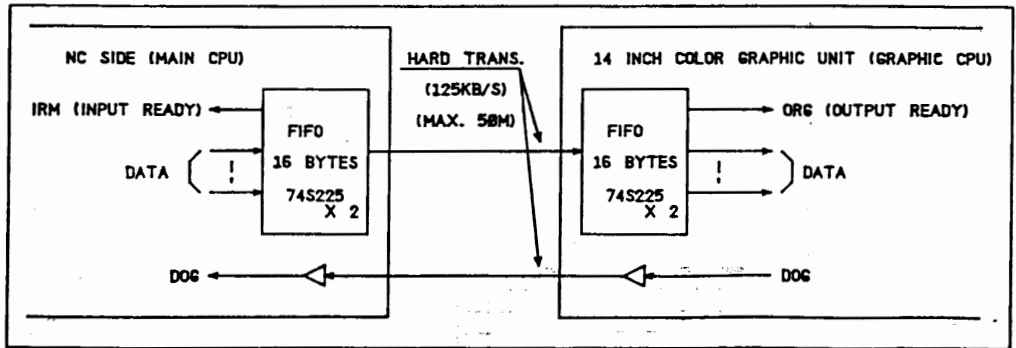 NC SIDE (MAIN CPU)
HARD TRANS.
(125KB/S)
(MAX. 50M)
14 INCH COLOR GRAPHIC UNIT (GRAPHIC CPU)
IRM (INPUT READY)
FIFO
16 BYTES
74S225
X 2
DATA
FIFO
16 BYTES
74S225
X 2
ORG (OUTPUT READY)
DATA
DOG
DOG